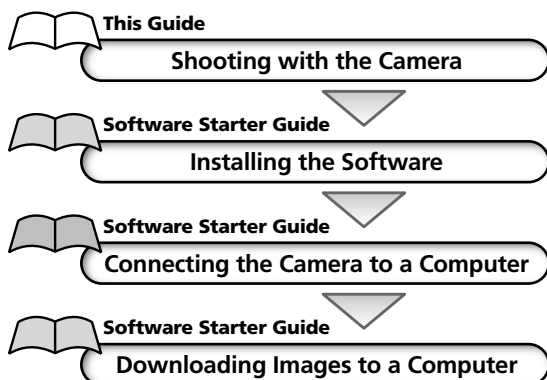 This Guide
Shooting with the Camera
Software Starter Guide
Installing the Software
Software Starter Guide
Connecting the Camera to a Computer
Software Starter Guide
Downloading Images to a Computer